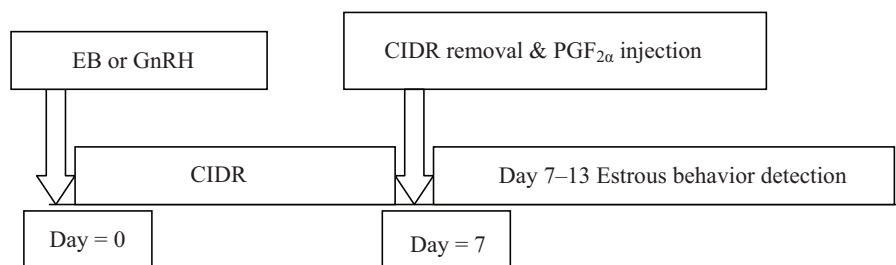 EB or GnRH
CIDR removal & PGF2α injection
CIDR
Day 7–13 Estrous behavior detection
Day = 0
Day = 7